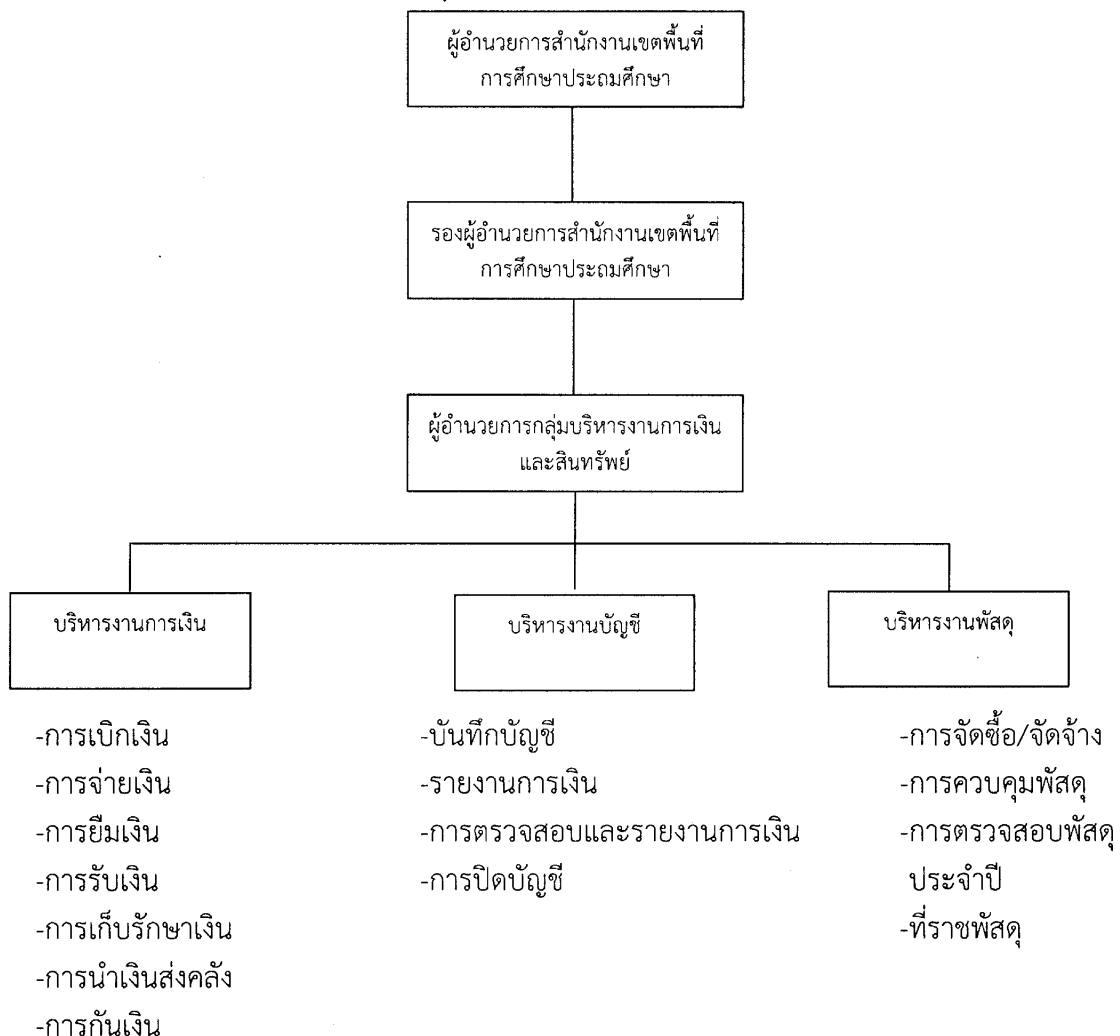 ผู้อำนวยการสำนักงานเขตพื้นที่
การศึกษาประถมศึกษา
รองผู้อำนวยการสำนักงานเขตพื้นที่
การศึกษาประถมศึกษา
ผู้อำนวยการกลุ่มบริหารงานการเงิน
และสินทรัพย์
บริหารงานการเงิน
-การเบิกเงิน
-การจ่ายเงิน
-การยืมเงิน
-การรับเงิน
-การเก็บรักษาเงิน
-การนำเงินส่งคลัง
-การกันเงิน
บริหารงานบัญชี
-บันทึกบัญชี
-รายงานการเงิน
-การตรวจสอบและรายงานการเงิน
-การปิดบัญชี
บริหารงานพัสดุ
-การจัดซื้อ/จัดจ้าง
-การควบคุมพัสดุ
-การตรวจสอบพัสดุ
ประจำปี
-ที่ราชพัสดุ